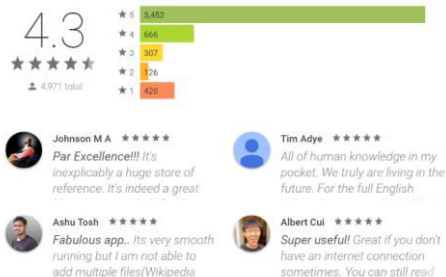 4.3
4,971 total
5 3,452
4 666
3 307
2 126
1 420
Johnson M A
Par Excellence!!! It's
inexplicably a huge store of
reference. It's indeed a great
Tim Adye
All of human knowledge in my
pocket. We truly are living in the
future. For the full English
Ashu Tosh
Fabulous app.. Its very smooth
running but I am not able to
add multiple files(Wikipedia
Albert Cui
Super useful! Great if you don't
have an internet connection
sometimes. You can still read